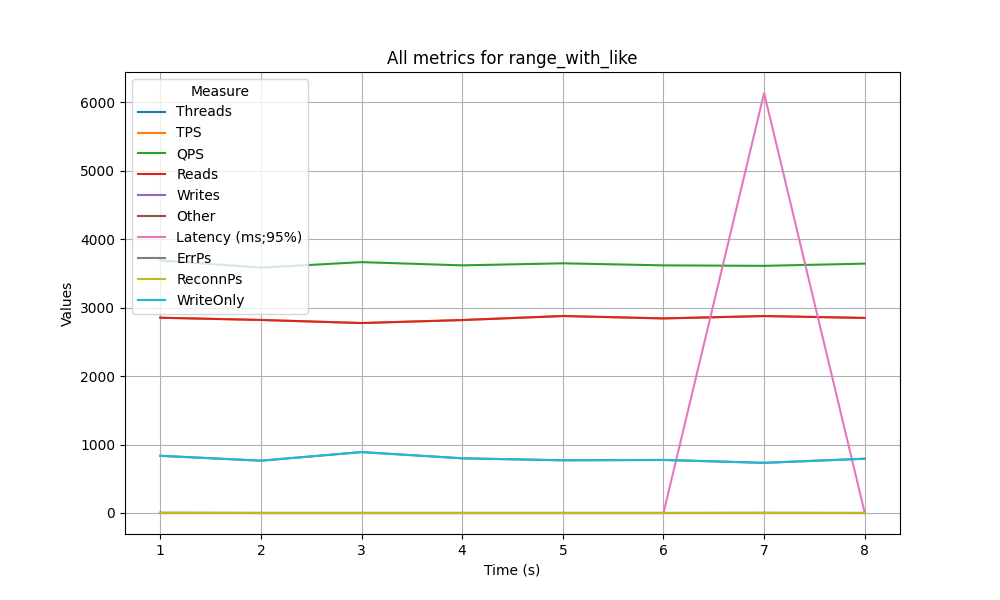 All metrics for range_with_like
Measure
Threads
TPS
QPS
Reads
Writes
Other
Latency (ms;95%)
ErrPs
ReconnPs
WriteOnly
6000
5000
4000
3000
2000
1000
0
Values
1 2 3 4 5 6 7 8
Time (s)